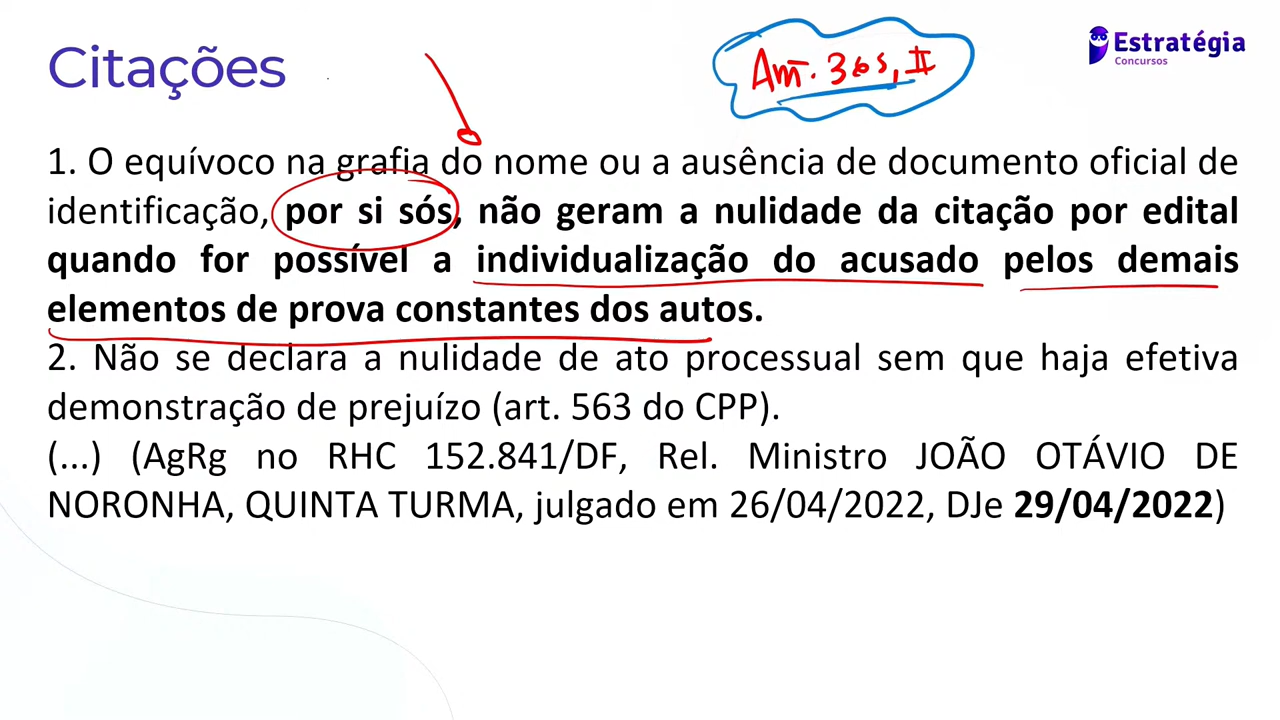 Citações
Art. 365, II
Estratégia
Concursos
1. O equívoco na grafia do nome ou a ausência de documento oficial de
identificação, por si sós, não geram a nulidade da citação por edital
quando for possível a individualização do acusado pelos demais
elementos de prova constantes dos autos.
2. Não se declara a nulidade de ato processual sem que haja efetiva
demonstração de prejuízo (art. 563 do CPP).
(...) (AgRg no RHC 152.841/DF, Rel. Ministro JOÃO OTÁVIO DE
NORONHA, QUINTA TURMA, julgado em 26/04/2022, DJe 29/04/2022)